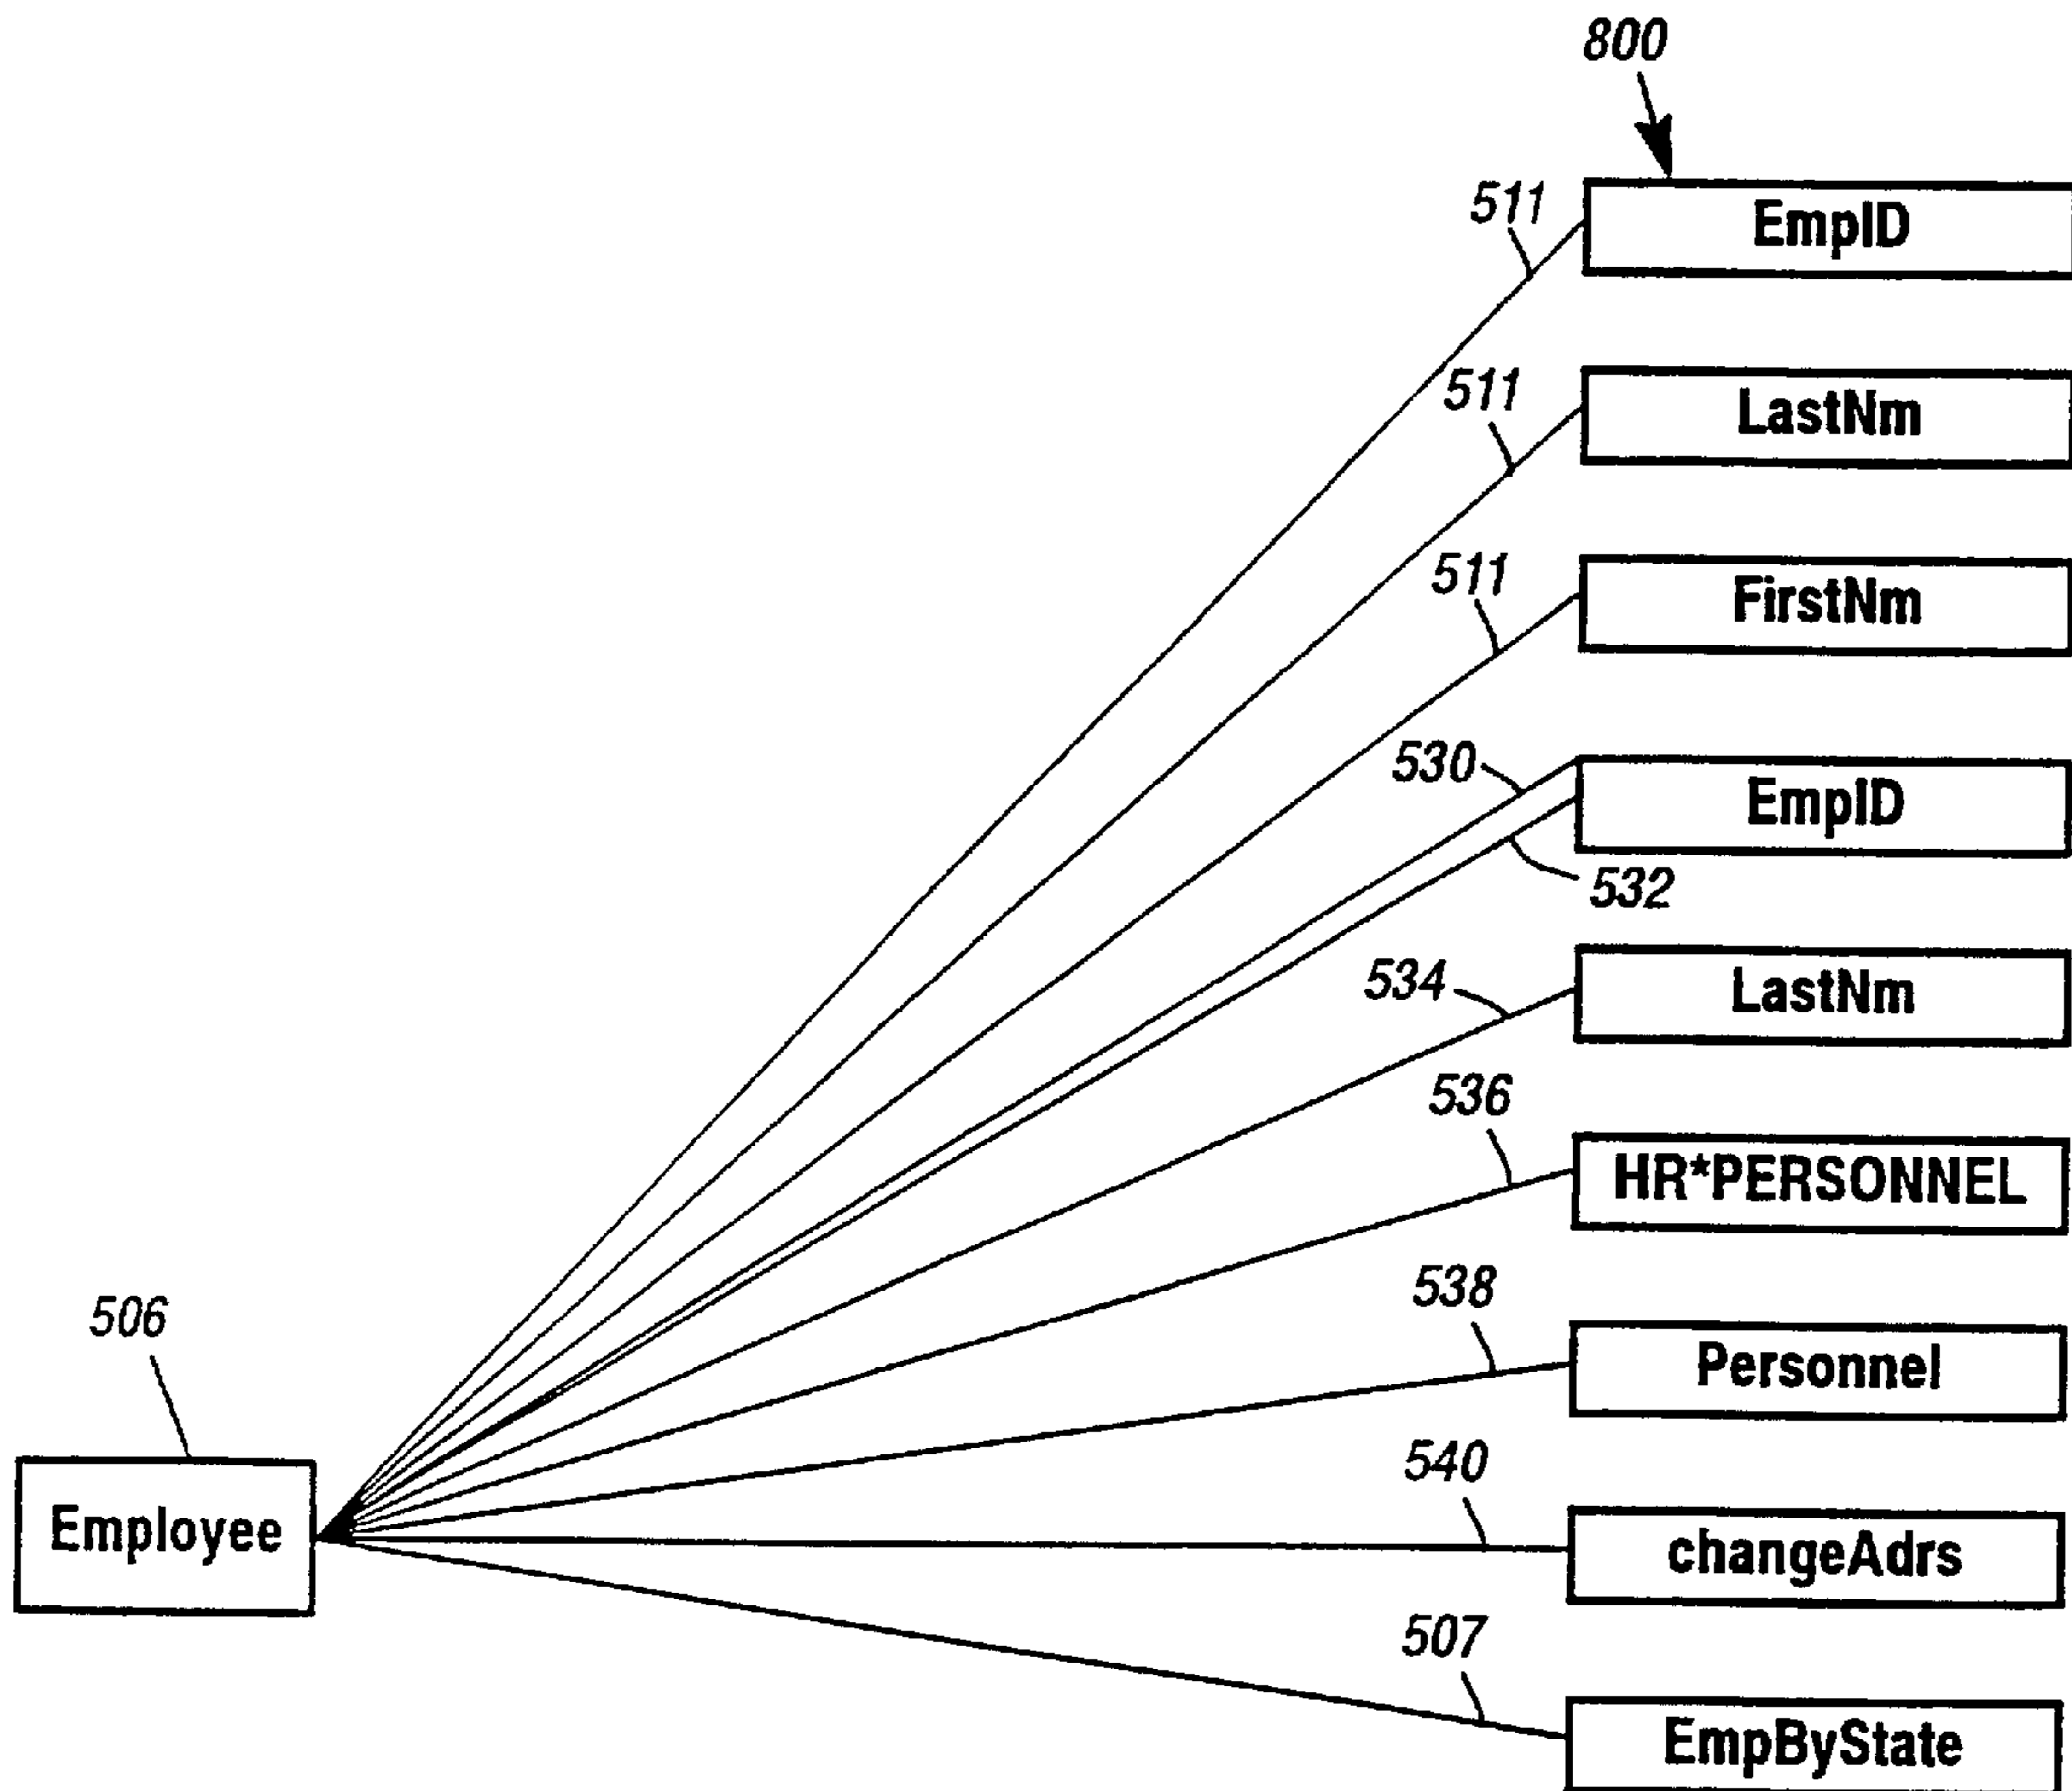 800
511
EmpID
511
LastNm
511
FirstNm
530
EmpID
532
534
LastNm
536
HR*PERSONNEL
538
Personnel
506
540
Employee
changeAdrs
507
EmpByState